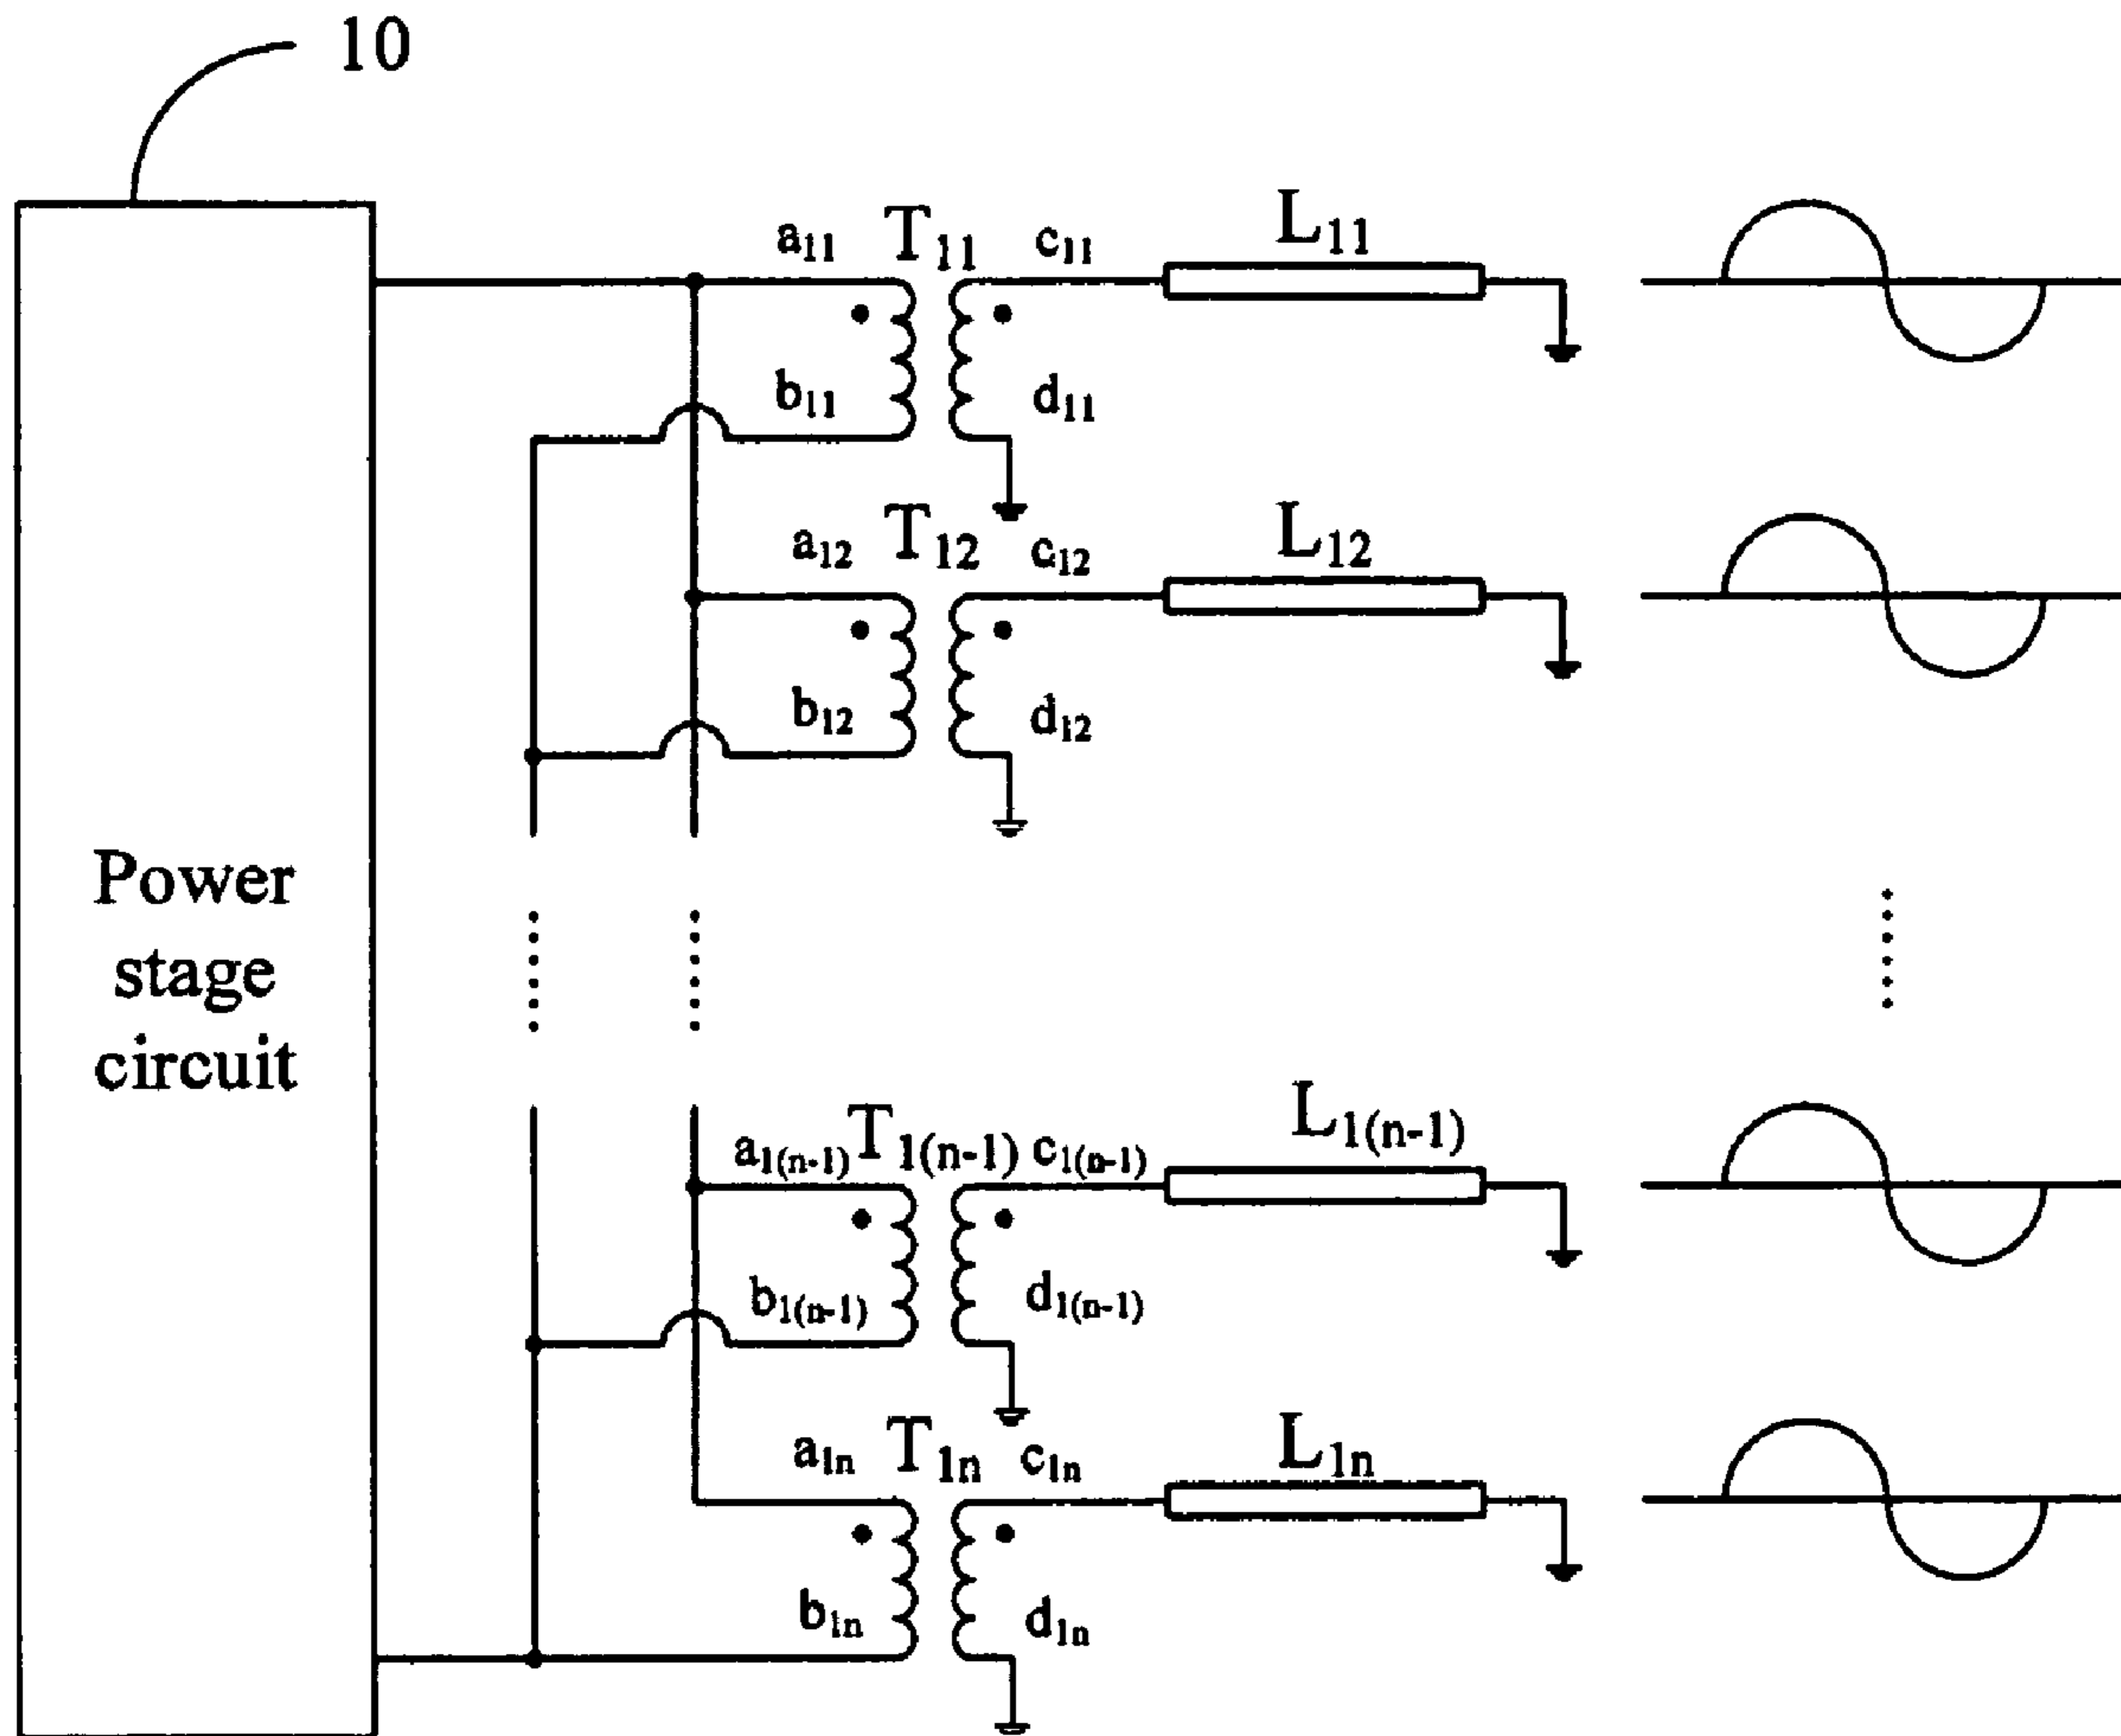 10
a₁₁ T₁₁ c₁₁ L₁₁
b₁₁ d₁₁
a₁₂ T₁₂ c₁₂ L₁₂
b₁₂ d₁₂
Power
stage
circuit
a₁₍ₙ₋₁₎ T₁₍ₙ₋₁₎ c₁₍ₙ₋₁₎ L₁₍ₙ₋₁₎
b₁₍ₙ₋₁₎ d₁₍ₙ₋₁₎
a₁ₙ T₁ₙ c₁ₙ L₁ₙ
b₁ₙ d₁ₙ